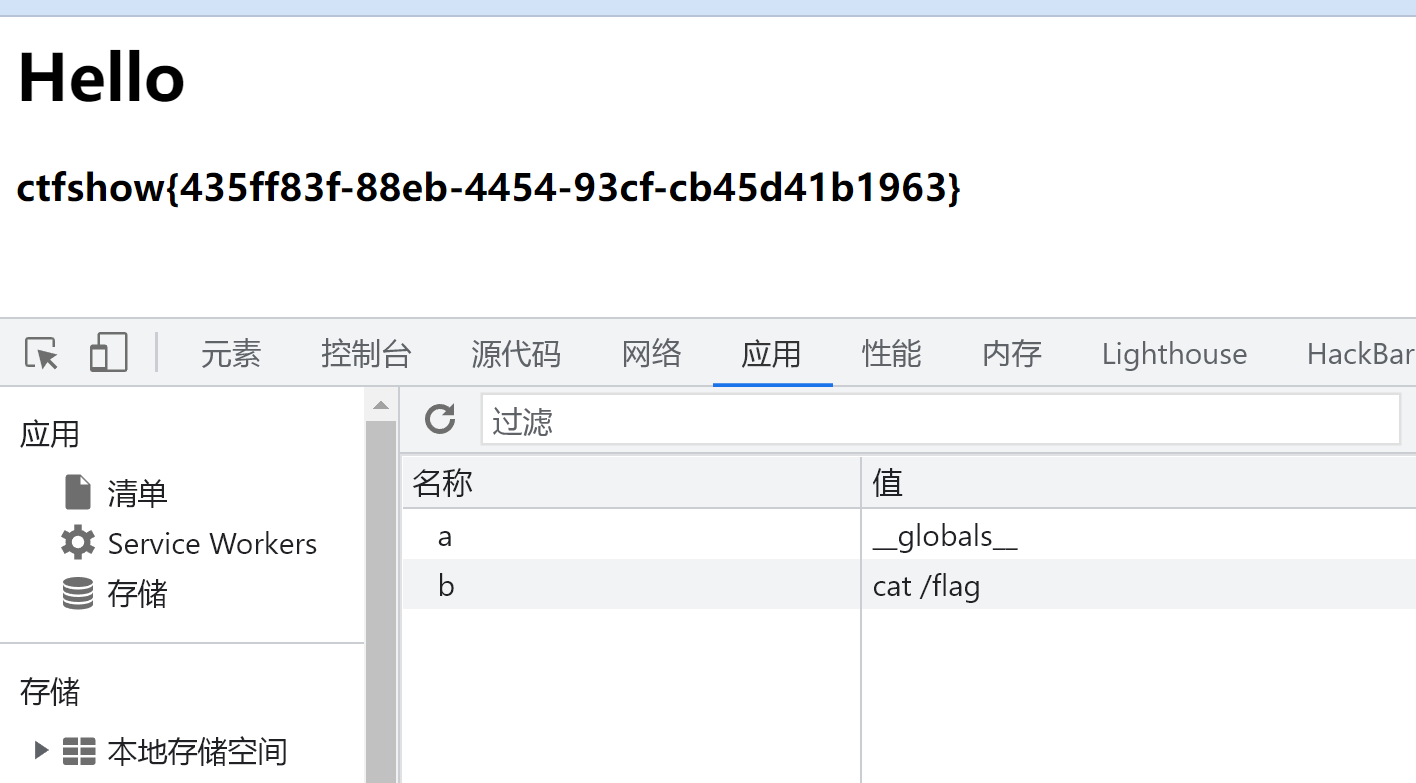 Hello
ctfshow{435ff83f-88eb-4454-93cf-cb45d41b1963}
元素 控制台 源代码 网络 应用 性能 内存 Lighthouse HackBar
应用
过滤
清单
Service Workers
存储
存储
本地存储空间
名称 值
a __globals__
b cat /flag